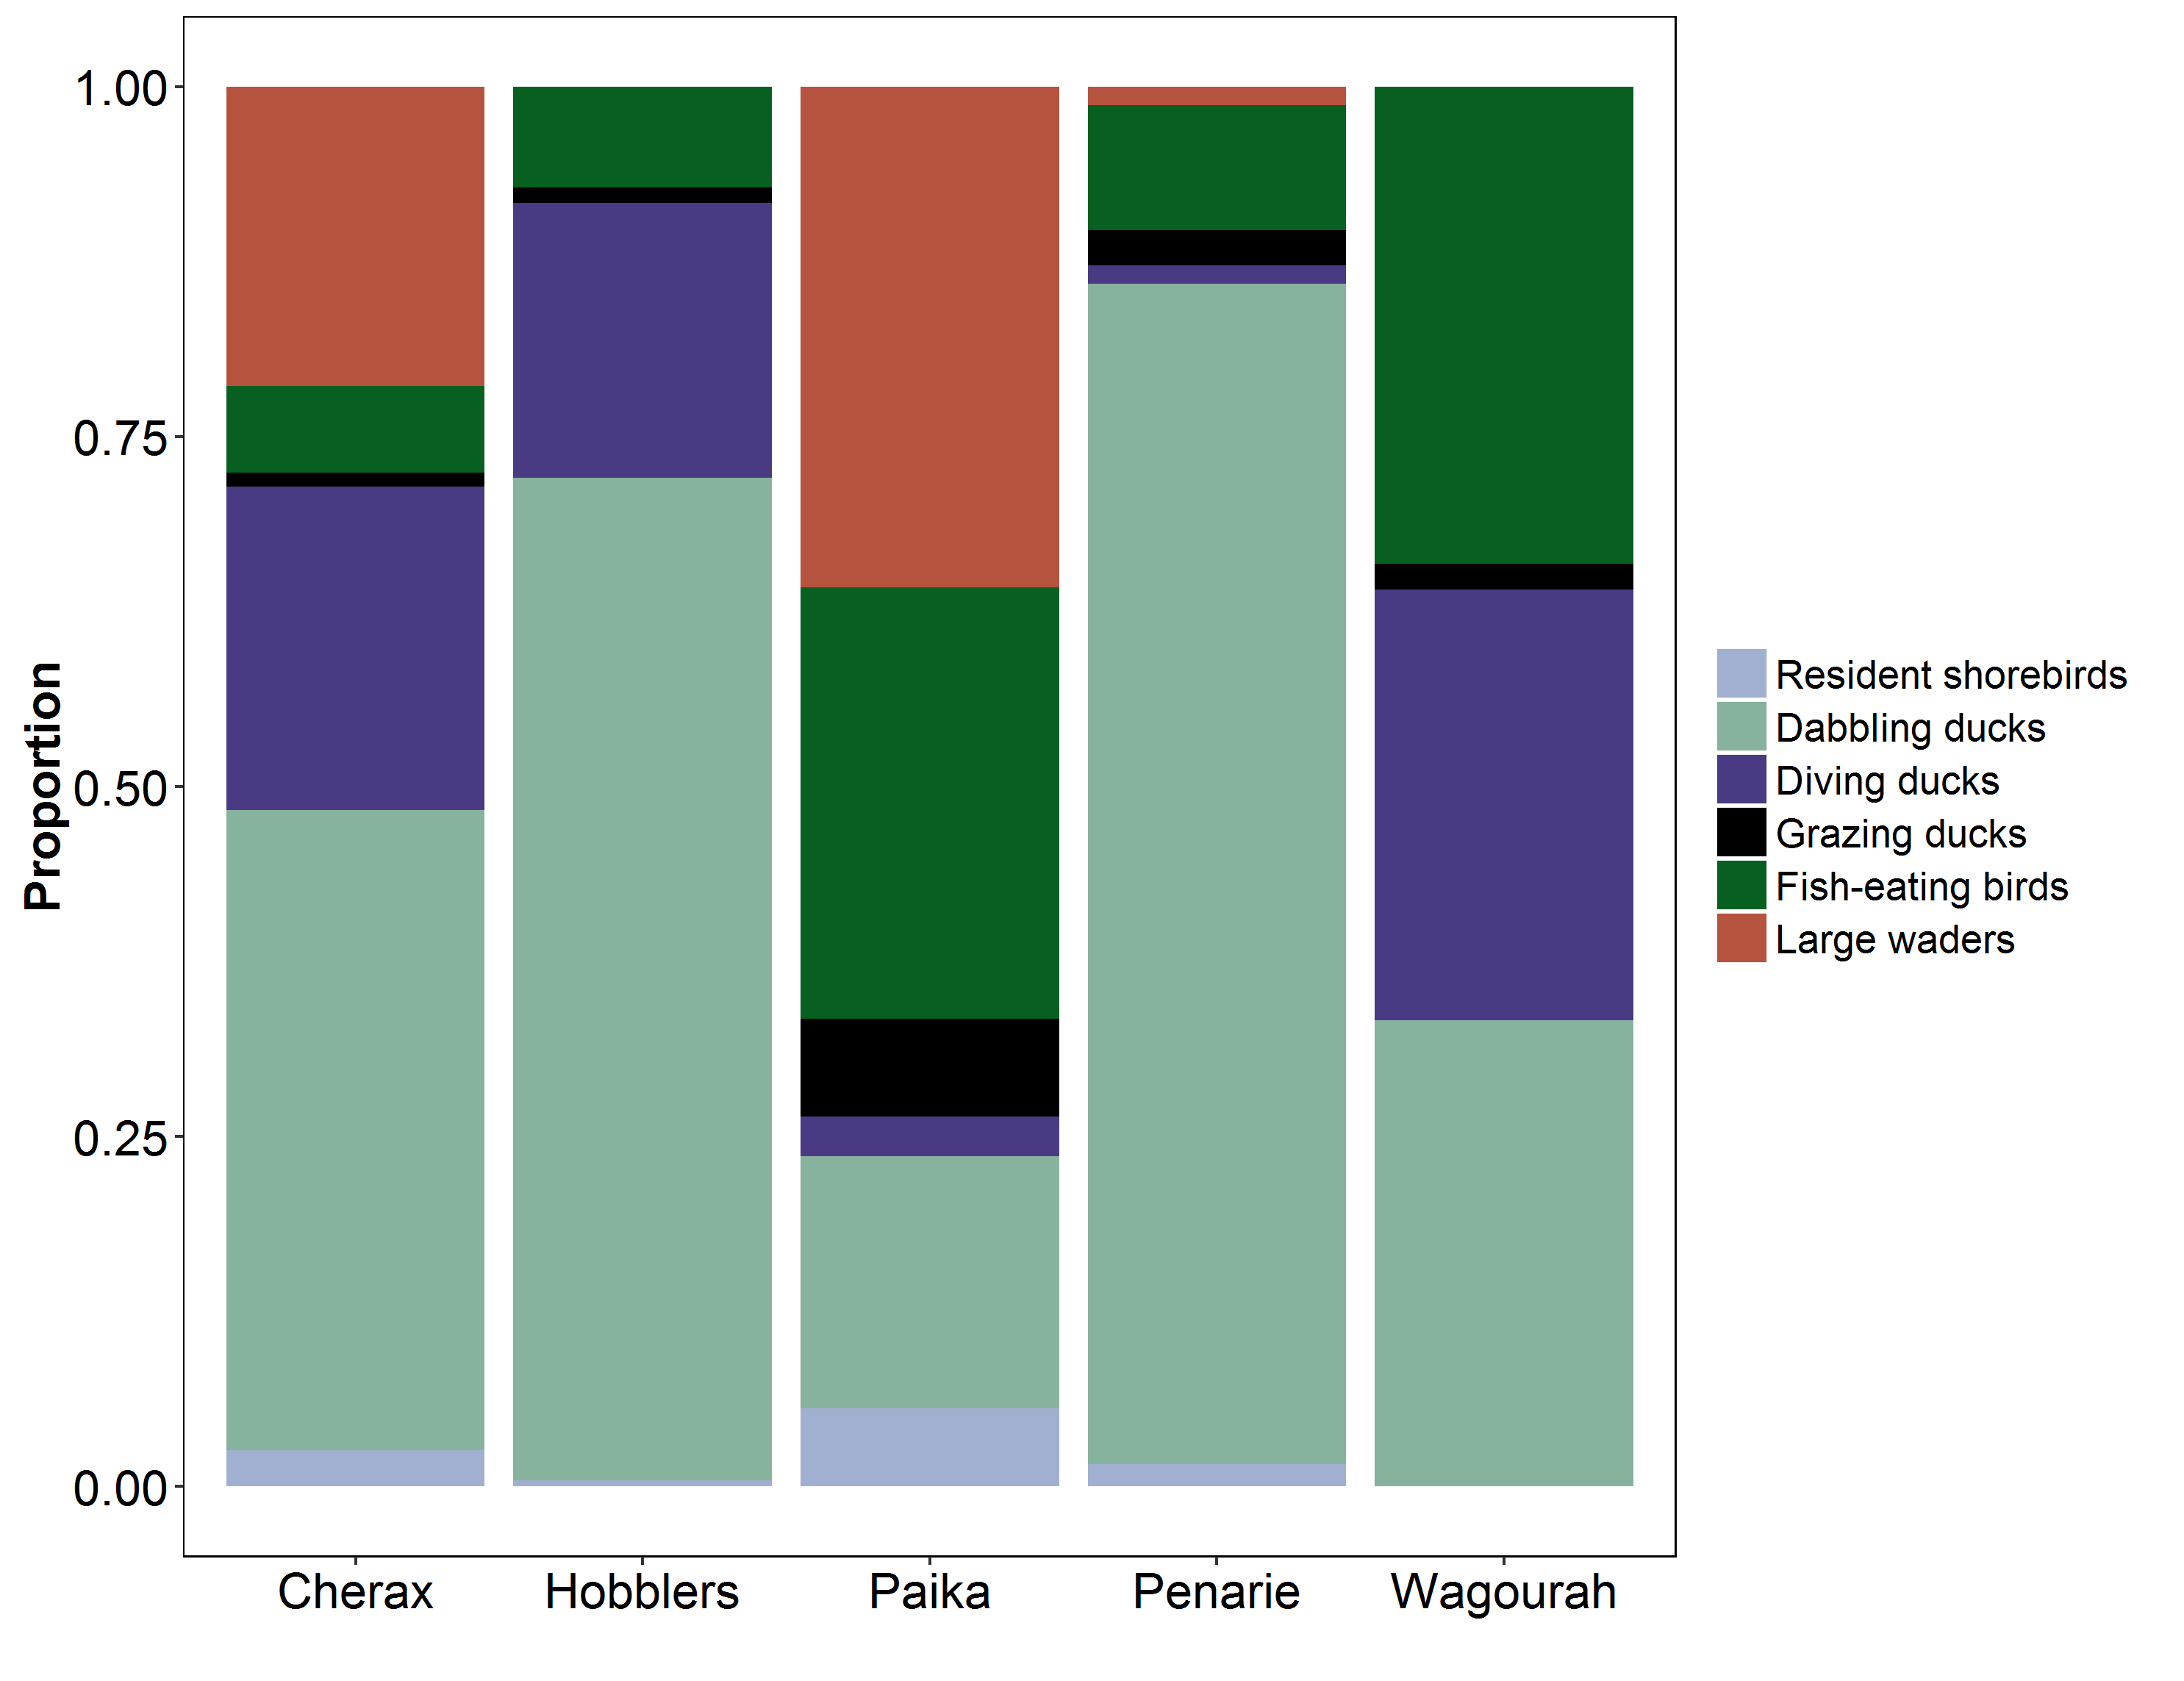 Proportion
1.00
0.75
0.50
0.25
0.00
Cherax
Hobblers
Paika
Penarie
Wagourah
Resident shorebirds
Dabbling ducks
Diving ducks
Grazing ducks
Fish-eating birds
Large waders